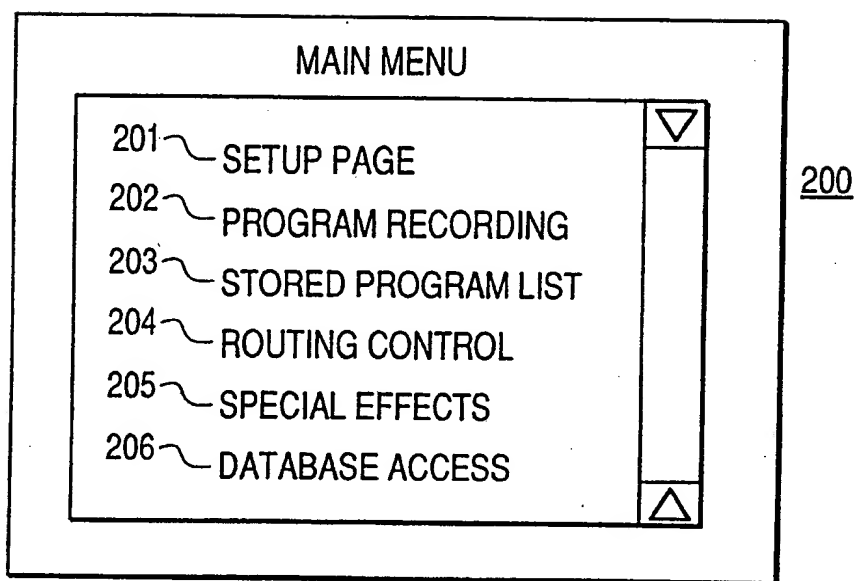 MAIN MENU
201 SETUP PAGE
200
202 PROGRAM RECORDING
203 STORED PROGRAM LIST
204 ROUTING CONTROL
205 SPECIAL EFFECTS
206 DATABASE ACCESS